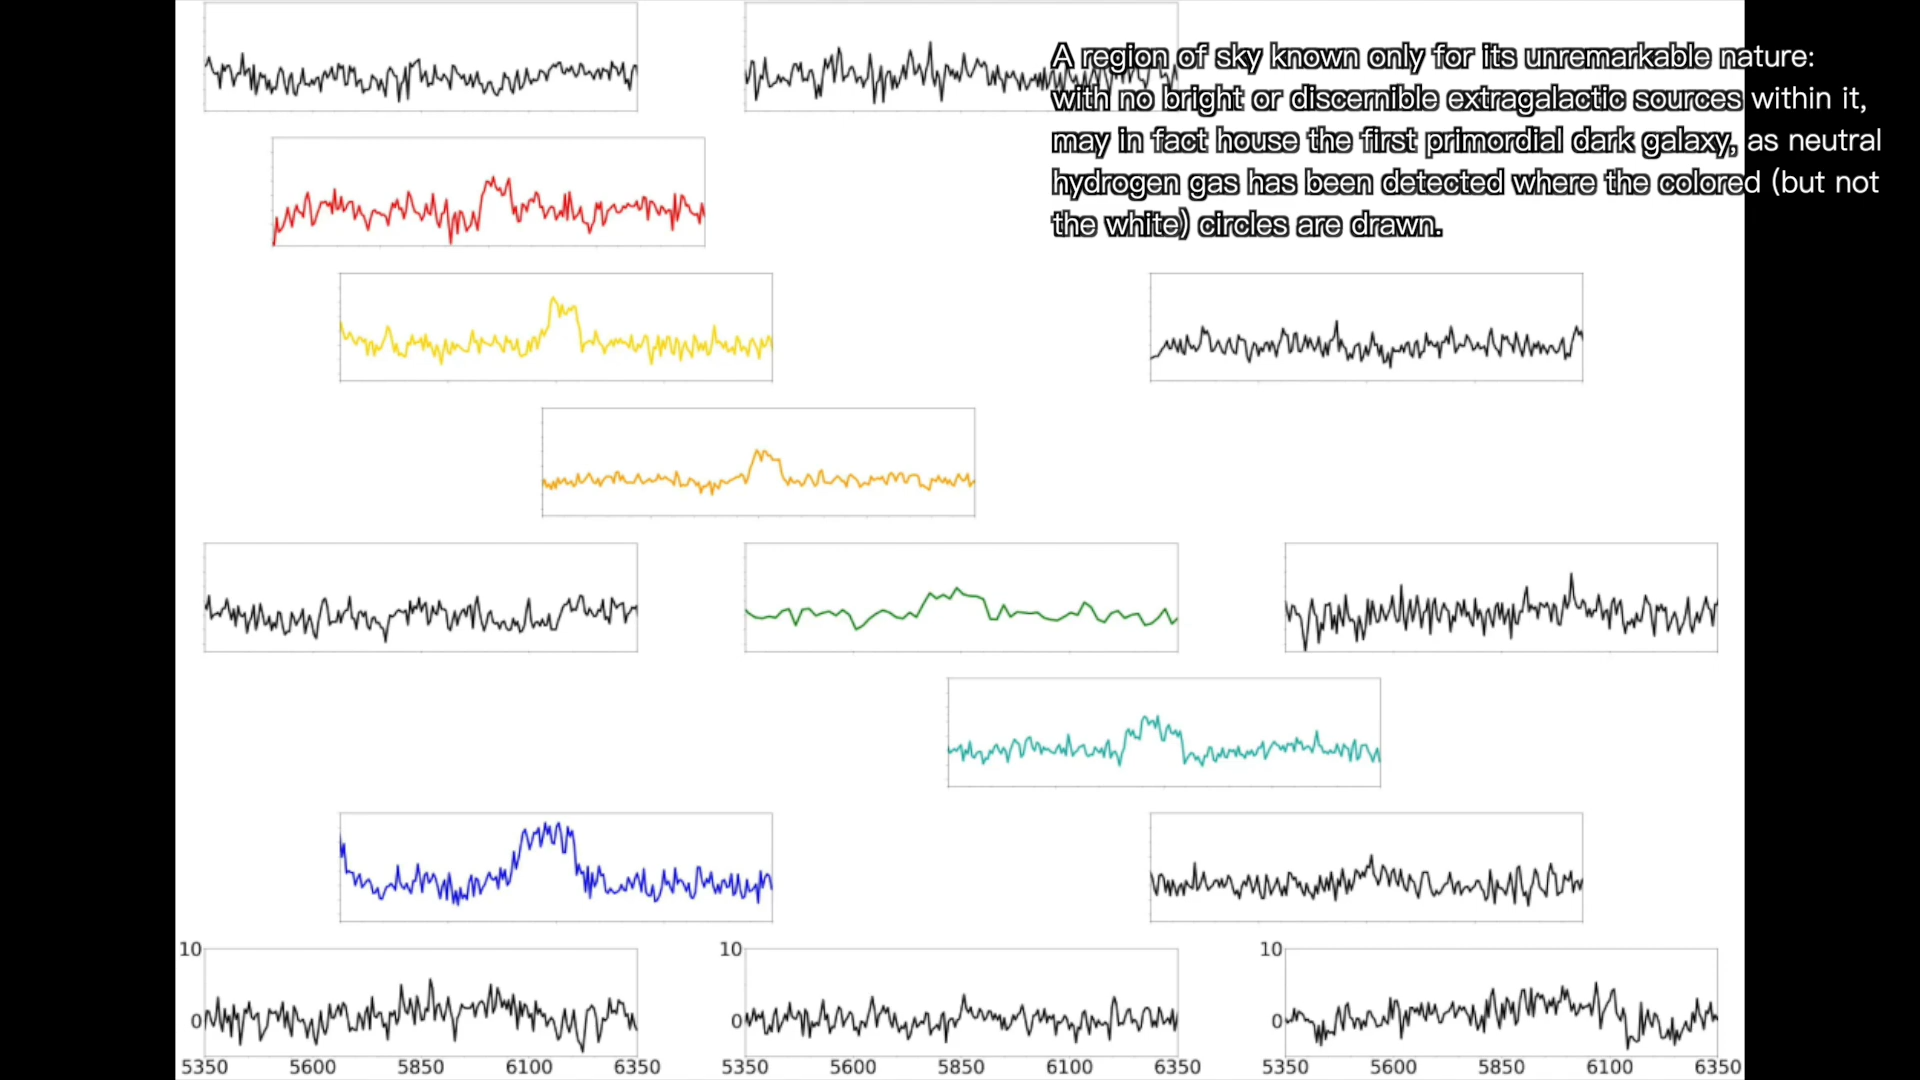 A region of sky known only for its unremarkable nature:
with no bright or discernible extragalactic sources within it,
may in fact house the first primordial dark galaxy, as neutral
hydrogen gas has been detected where the colored (but not
the white) circles are drawn.
10 10 10
0 0 0
5350 5600 5850 6100 6350 5350 5600 5850 6100 6350 5350 5600 5850 6100 6350